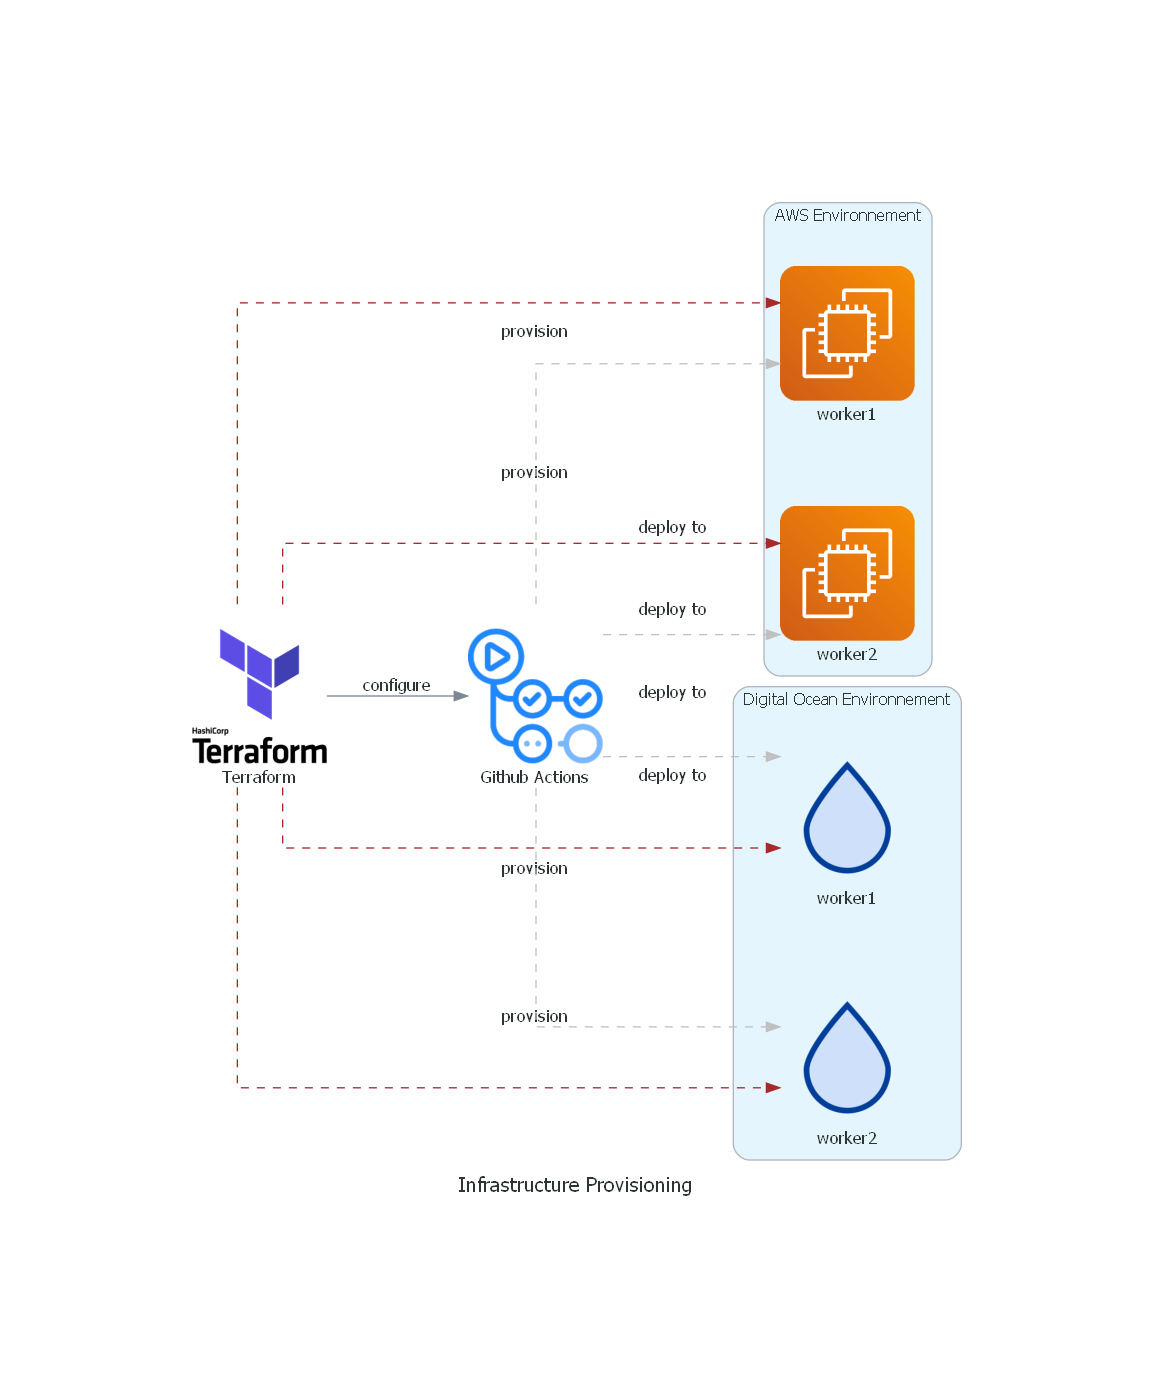 AWS Environnement
provision
worker1
provision
deploy to
deploy to
worker2
configure
deploy to
Digital Ocean Environnement
HashiCorp
Terraform
Terraform
Github Actions
deploy to
provision
worker1
provision
worker2
Infrastructure Provisioning